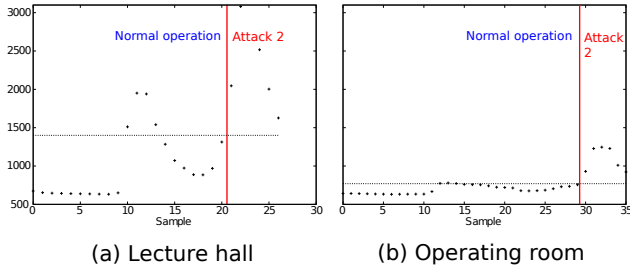 3000
2500
2000
1500
1000
500
Normal operation Attack 2
0 5 10 15 20 25 30
Sample
(a) Lecture hall
Normal operation Attack
2
0 5 10 15 20 25 30 35
Sample
(b) Operating room